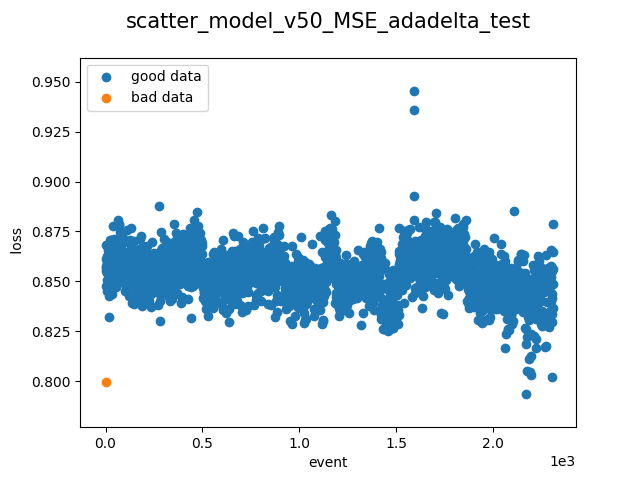 scatter_model_v50_MSE_adadelta_test
good data
bad data
0.950
0.925
0.900
0.875
0.850
0.825
0.800
loss
0.0 0.5 1.0 1.5 2.0
event
1e3